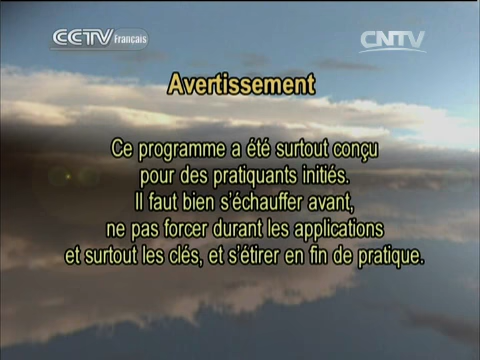 CCTV Français
CNTV
Avertissement
Ce programme a été surtout conçu
pour des pratiquants initiés.
Il faut bien s'échauffer avant,
ne pas forcer durant les applications
et surtout les clés, et s'étirer en fin de pratique.